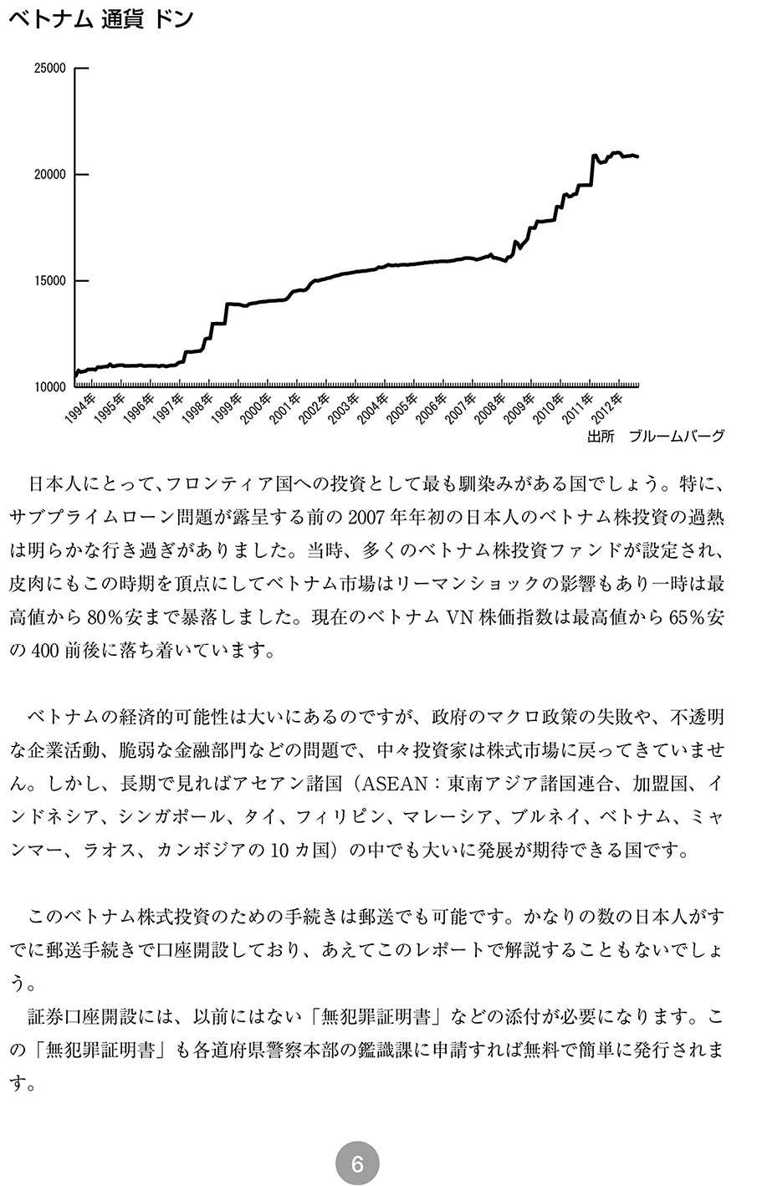 ベトナム 通貨 ドン
25000
20000
15000
10000
1994年
1995年
1996年
1997年
1998年
1999年
2000年
2001年
2002年
2003年
2004年
2005年
2006年
2007年
2008年
2009年
2010年
2011年
2012年
出所　ブルームバーグ
日本人にとって、フロンティア国への投資として最も馴染みがある国でしょう。特に、
サブプライムローン問題が露呈する前の 2007 年年初の日本人のベトナム株投資の過熱
は明らかな行き過ぎがありました。当時、多くのベトナム株投資ファンドが設定され、
皮肉にもこの時期を頂点にしてベトナム市場はリーマンショックの影響もあり一時は最
高値から 80％安まで暴落しました。現在のベトナム VN 株価指数は最高値から 65％安
の 400 前後に落ち着いています。
ベトナムの経済的可能性は大いにあるのですが、政府のマクロ政策の失敗や、不透明
な企業活動、脆弱な金融部門などの問題で、中々投資家は株式市場に戻ってきていませ
ん。しかし、長期で見ればアセアン諸国（ASEAN：東南アジア諸国連合、加盟国、イ
ンドネシア、シンガポール、タイ、フィリピン、マレーシア、ブルネイ、ベトナム、ミャ
ンマー、ラオス、カンボジアの 10 カ国）の中でも大いに発展が期待できる国です。
このベトナム株式投資のための手続きは郵送でも可能です。かなりの数の日本人がす
でに郵送手続きで口座開設しており、あえてこのレポートで解説することもないでしょ
う。
証券口座開設には、以前にはない「無犯罪証明書」などの添付が必要になります。こ
の「無犯罪証明書」も各道府県警察本部の鑑識課に申請すれば無料で簡単に発行されま
す。
6